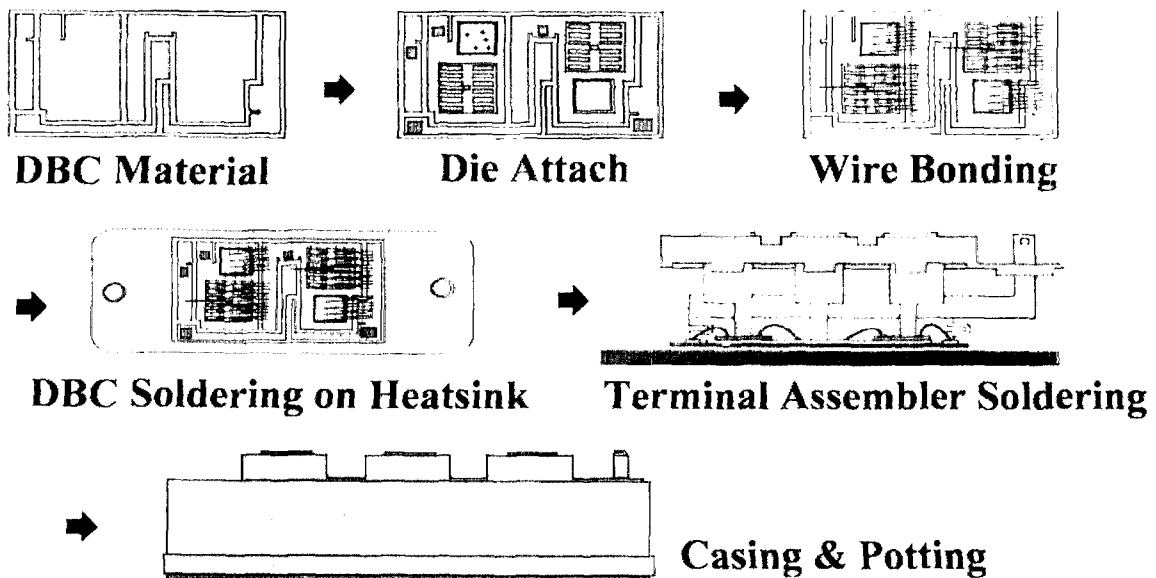 DBC Material
Die Attach
Wire Bonding
DBC Soldering on Heatsink
Terminal Assembler Soldering
Casing & Potting